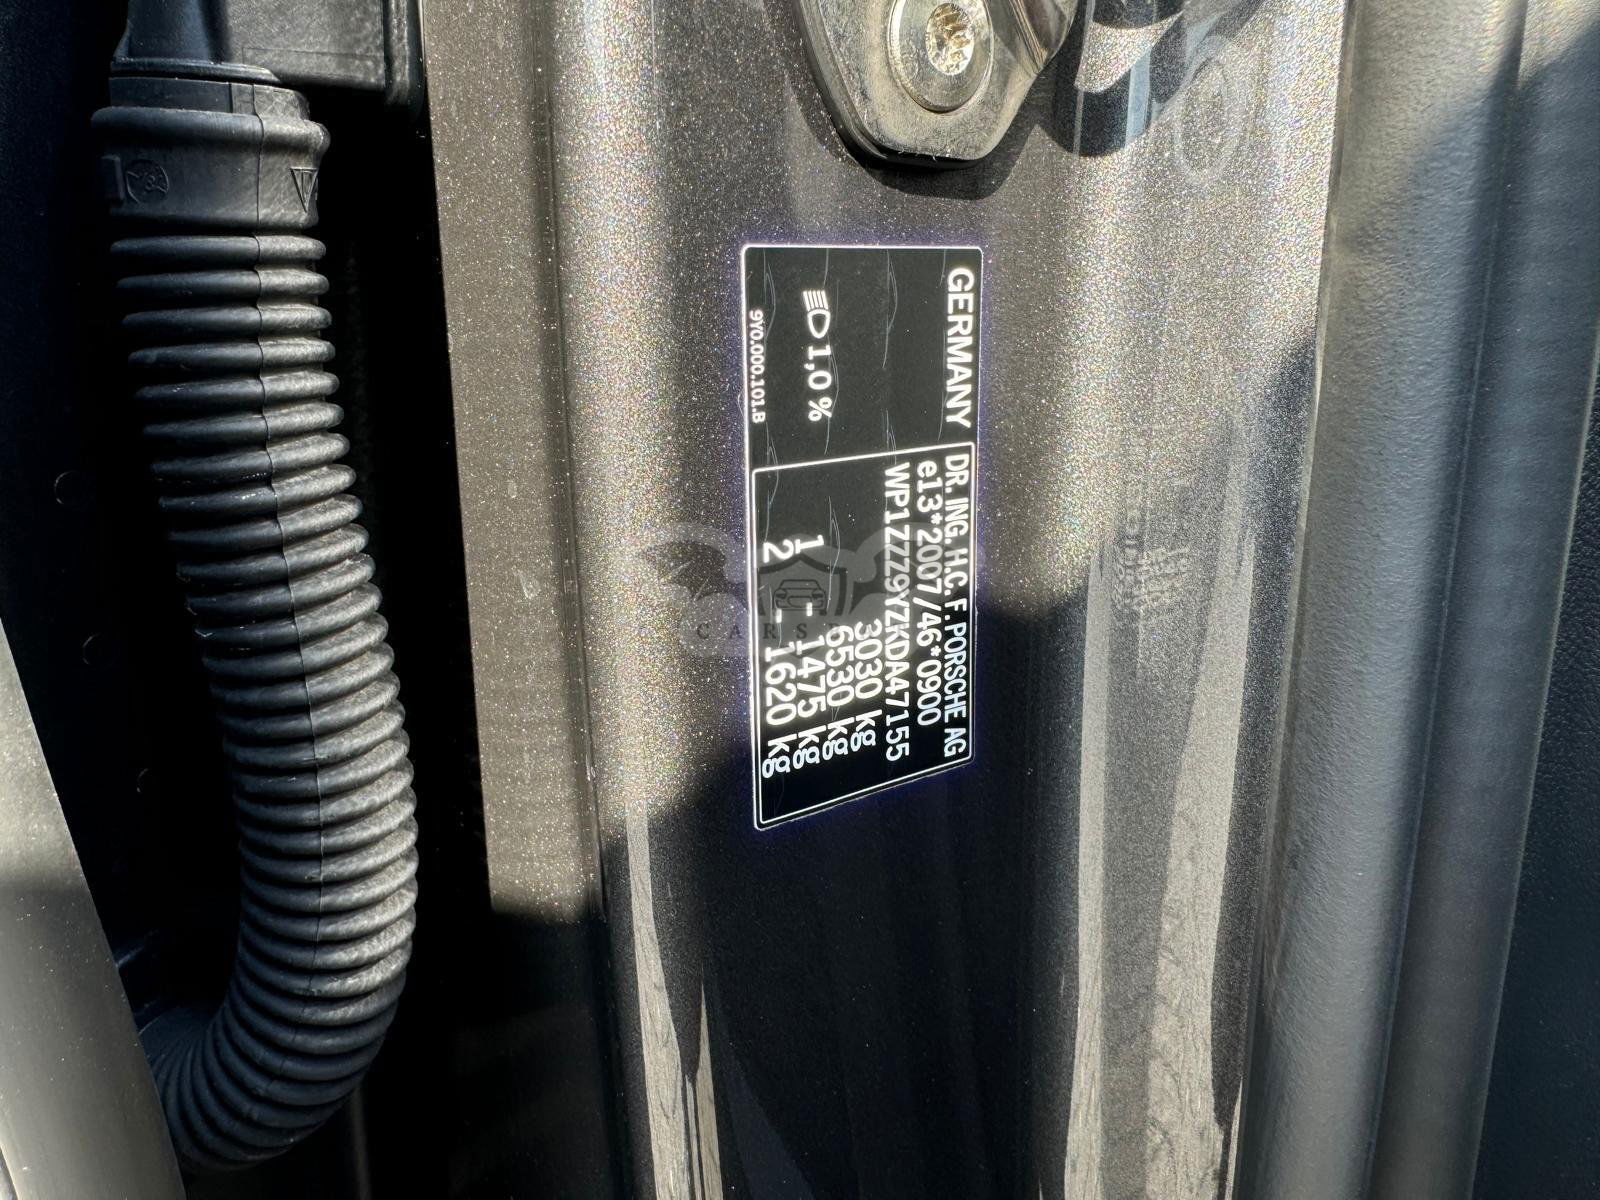 GERMANY
1,0 %
9Y0.000.101.B
DR. ING. H.C. F. PORSCHE AG
e13*2007/46*0900
WP1ZZZ9YZKDA47155
3030 kg
6530 kg
1 - 1475 kg
2 - 1620 kg